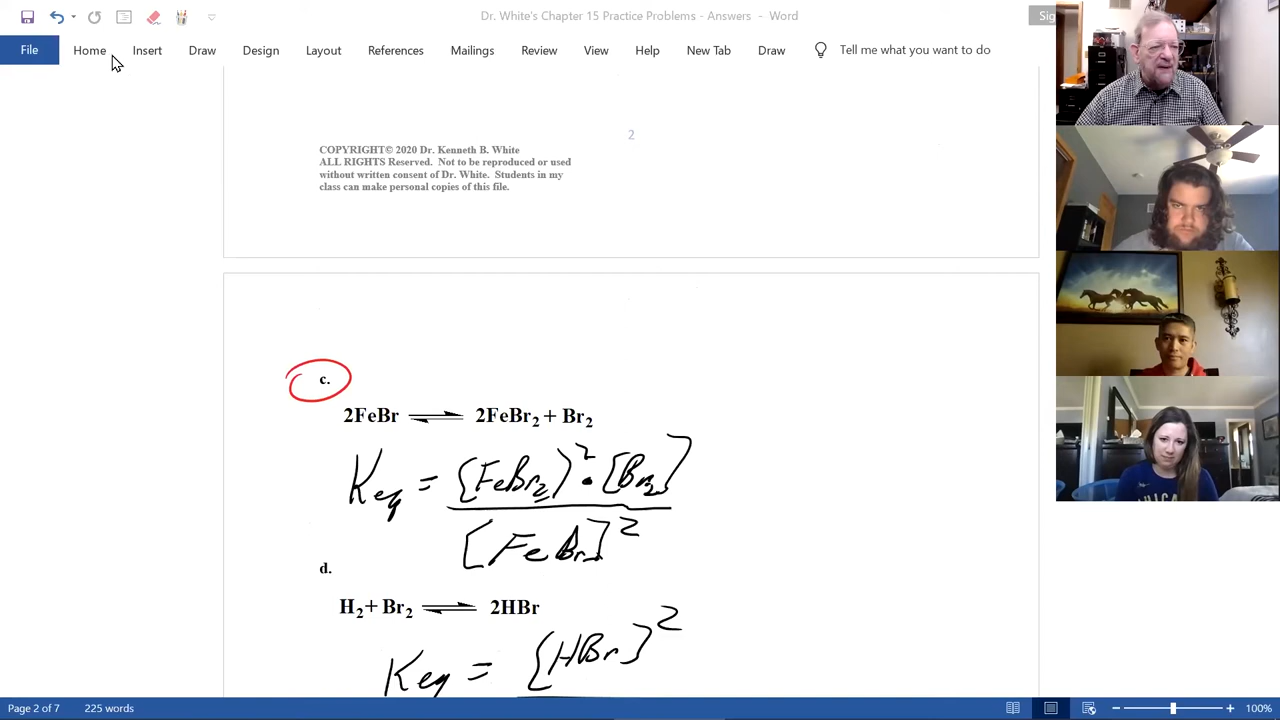 Dr. White's Chapter 15 Practice Problems - Answers - Word
Sig
File Home Insert Draw Design Layout References Mailings Review View Help New Tab Draw Tell me what you want to do
2
COPYRIGHT© 2020 Dr. Kenneth B. White
ALL RIGHTS Reserved. Not to be reproduced or used
without written consent of Dr. White. Students in my
class can make personal copies of this file.
c.
2FeBr ⇌ 2FeBr₂ + Br₂
Keq = [FeBr₂]² • [Br₂]
[FeBr]²
d.
H₂ + Br₂ ⇌ 2HBr
Keq = [HBr]²
Page 2 of 7 225 words 100%